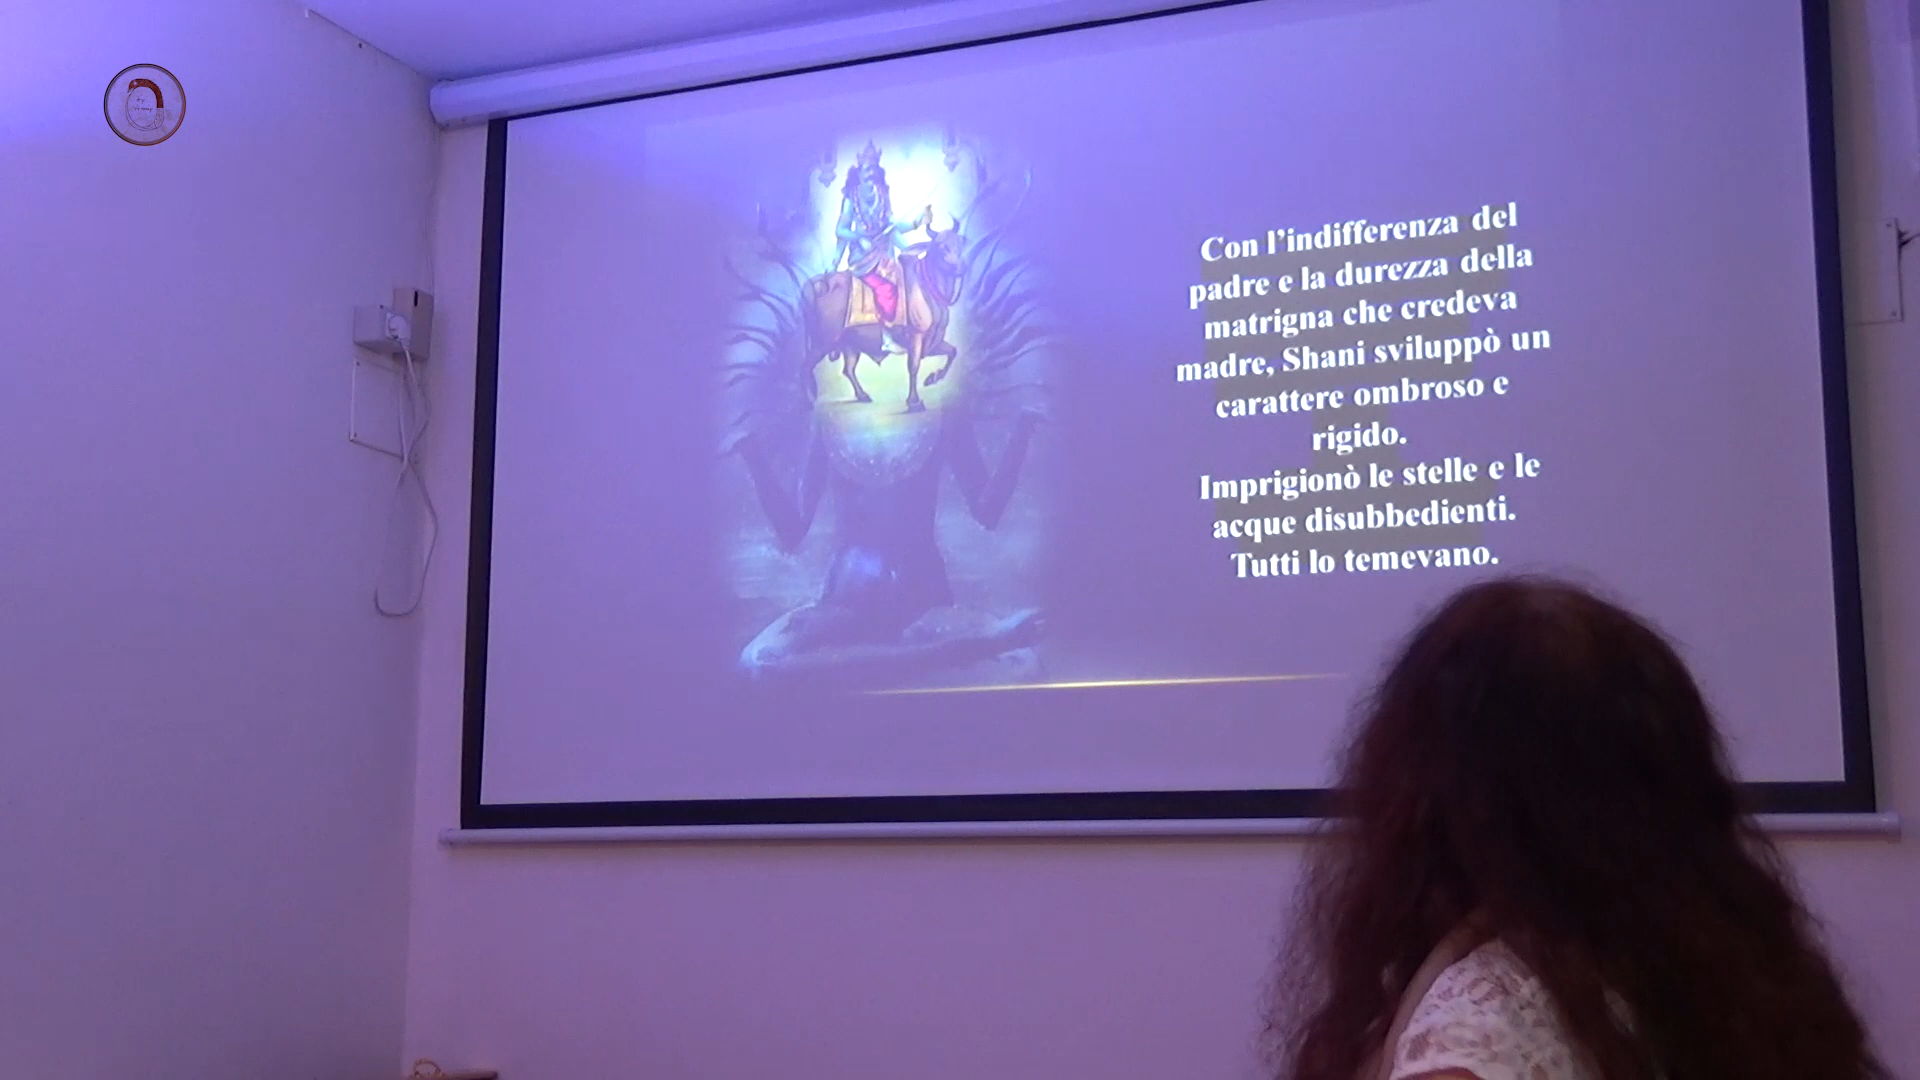 Con l’indifferenza del
padre e la durezza della
matrigna che credeva
madre, Shani sviluppò un
carattere ombroso e
rigido.
Imprigionò le stelle e le
acque disubbedienti.
Tutti lo temevano.